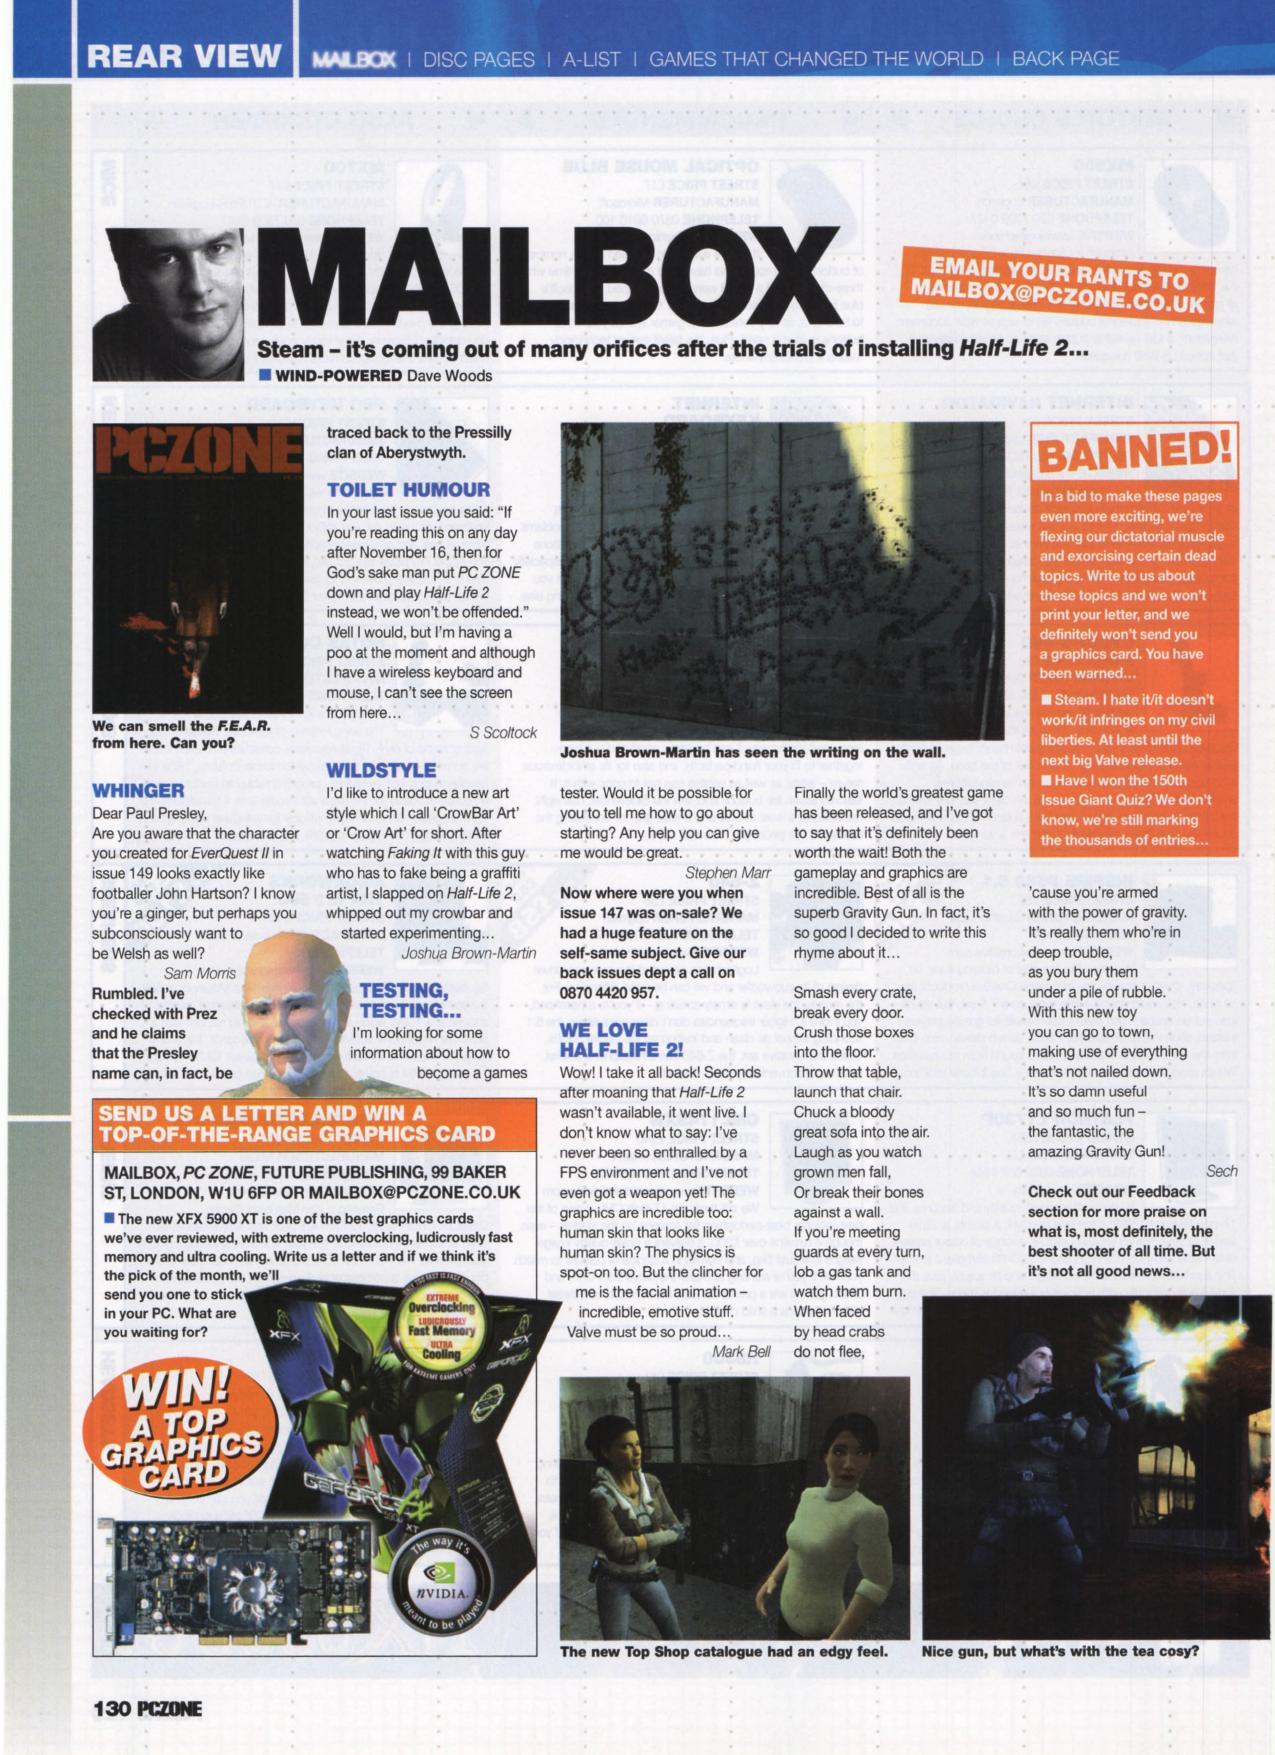 REAR VIEW
MAILBOX | DISC PAGES | A-LIST | GAMES THAT CHANGED THE WORLD | BACK PAGE
MAILBOX
EMAIL YOUR RANTS TO
MAILBOX@PCZONE.CO.UK
Steam – it's coming out of many orifices after the trials of installing Half-Life 2...
■ WIND-POWERED Dave Woods
PCZONE
We can smell the F.E.A.R.
from here. Can you?
WHINGER
Dear Paul Presley,
Are you aware that the character
you created for EverQuest II in
issue 149 looks exactly like
footballer John Hartson? I know
you're a ginger, but perhaps you
subconsciously want to
be Welsh as well?
Sam Morris
Rumbled. I've
checked with Prez
and he claims
that the Presley
name can, in fact, be
traced back to the Pressilly
clan of Aberystwyth.
TOILET HUMOUR
In your last issue you said: "If
you're reading this on any day
after November 16, then for
God's sake man put PC ZONE
down and play Half-Life 2
instead, we won't be offended."
Well I would, but I'm having a
poo at the moment and although
I have a wireless keyboard and
mouse, I can't see the screen
from here...
S Scoltock
WILDSTYLE
I'd like to introduce a new art
style which I call 'CrowBar Art'
or 'Crow Art' for short. After
watching Faking It with this guy
who has to fake being a graffiti
artist, I slapped on Half-Life 2,
whipped out my crowbar and
started experimenting...
Joshua Brown-Martin
TESTING,
TESTING...
I'm looking for some
information about how to
become a games
Joshua Brown-Martin has seen the writing on the wall.
tester. Would it be possible for
you to tell me how to go about
starting? Any help you can give
me would be great.
Stephen Marr
Now where were you when
issue 147 was on-sale? We
had a huge feature on the
self-same subject. Give our
back issues dept a call on
0870 4420 957.
WE LOVE
HALF-LIFE 2!
Wow! I take it all back! Seconds
after moaning that Half-Life 2
wasn't available, it went live. I
don't know what to say: I've
never been so enthralled by a
FPS environment and I've not
even got a weapon yet! The
graphics are incredible too:
human skin that looks like
human skin? The physics is
spot-on too. But the clincher for
me is the facial animation –
incredible, emotive stuff.
Valve must be so proud...
Mark Bell
Finally the world's greatest game
has been released, and I've got
to say that it's definitely been
worth the wait! Both the
gameplay and graphics are
incredible. Best of all is the
superb Gravity Gun. In fact, it's
so good I decided to write this
rhyme about it...
Smash every crate,
break every door.
Crush those boxes
into the floor.
Throw that table,
launch that chair.
Chuck a bloody
great sofa into the air.
Laugh as you watch
grown men fall,
Or break their bones
against a wall.
If you're meeting
guards at every turn,
lob a gas tank and
watch them burn.
When faced
by head crabs
do not flee,
'cause you're armed
with the power of gravity.
It's really them who're in
deep trouble,
as you bury them
under a pile of rubble.
With this new toy
you can go to town,
making use of everything
that's not nailed down.
It's so damn useful
and so much fun –
the fantastic, the
amazing Gravity Gun!
Sech
Check out our Feedback
section for more praise on
what is, most definitely, the
best shooter of all time. But
it's not all good news...
BANNED!
In a bid to make these pages
even more exciting, we're
flexing our dictatorial muscle
and exorcising certain dead
topics. Write to us about
these topics and we won't
print your letter, and we
definitely won't send you
a graphics card. You have
been warned...
■ Steam. I hate it/it doesn't
work/it infringes on my civil
liberties. At least until the
next big Valve release.
■ Have I won the 150th
Issue Giant Quiz? We don't
know, we're still marking
the thousands of entries...
SEND US A LETTER AND WIN A
TOP-OF-THE-RANGE GRAPHICS CARD
MAILBOX, PC ZONE, FUTURE PUBLISHING, 99 BAKER
ST, LONDON, W1U 6FP OR MAILBOX@PCZONE.CO.UK
■ The new XFX 5900 XT is one of the best graphics cards
we've ever reviewed, with extreme overclocking, ludicrously fast
memory and ultra cooling. Write us a letter and if we think it's
the pick of the month, we'll
send you one to stick
in your PC. What are
you waiting for?
WIN!
A TOP
GRAPHICS
CARD
XFX
EXTREME
Overclocking
LUDICROUSLY
Fast Memory
ULTRA
Cooling
FOR EXTREME GAMERS ONLY
XFX
GEFORCE FX
5900 XT
The way it's
NVIDIA
meant to be played
The new Top Shop catalogue had an edgy feel.
Nice gun, but what's with the tea cosy?
130 PCZONE